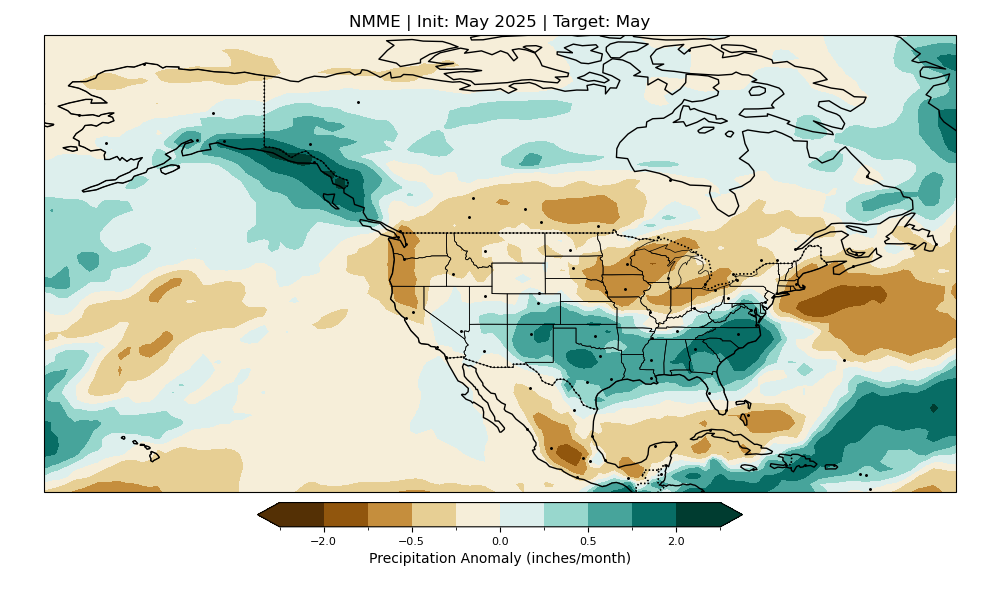 NMME | Init: May 2025 | Target: May
−2.0 −0.5 0.0 0.5 2.0
Precipitation Anomaly (inches/month)